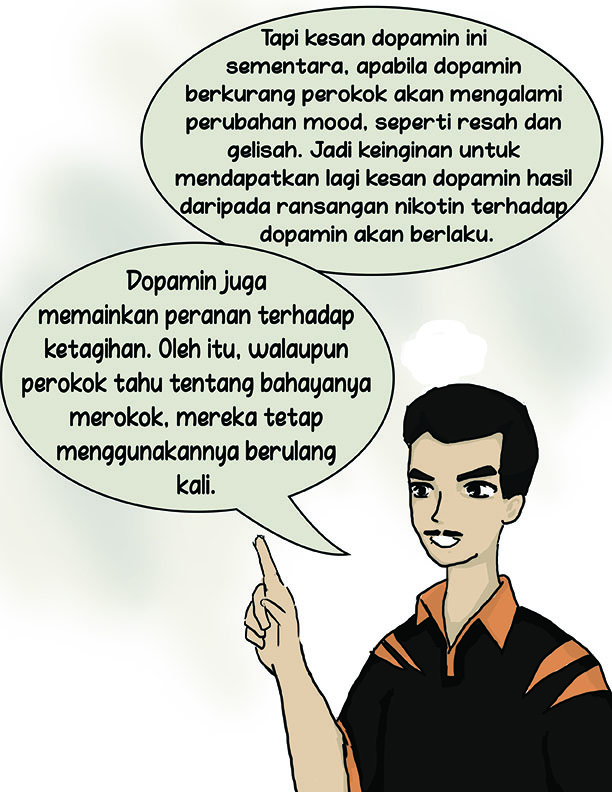 Tapi kesan dopamin ini
sementara, apabila dopamin
berkurang perokok akan mengalami
perubahan mood, seperti resah dan
gelisah. Jadi keinginan untuk
mendapatkan lagi kesan dopamin hasil
daripada ransangan nikotin terhadap
dopamin akan berlaku.
Dopamin juga
memainkan peranan terhadap
ketagihan. Oleh itu, walaupun
perokok tahu tentang bahayanya
merokok, mereka tetap
menggunakannya berulang
kali.